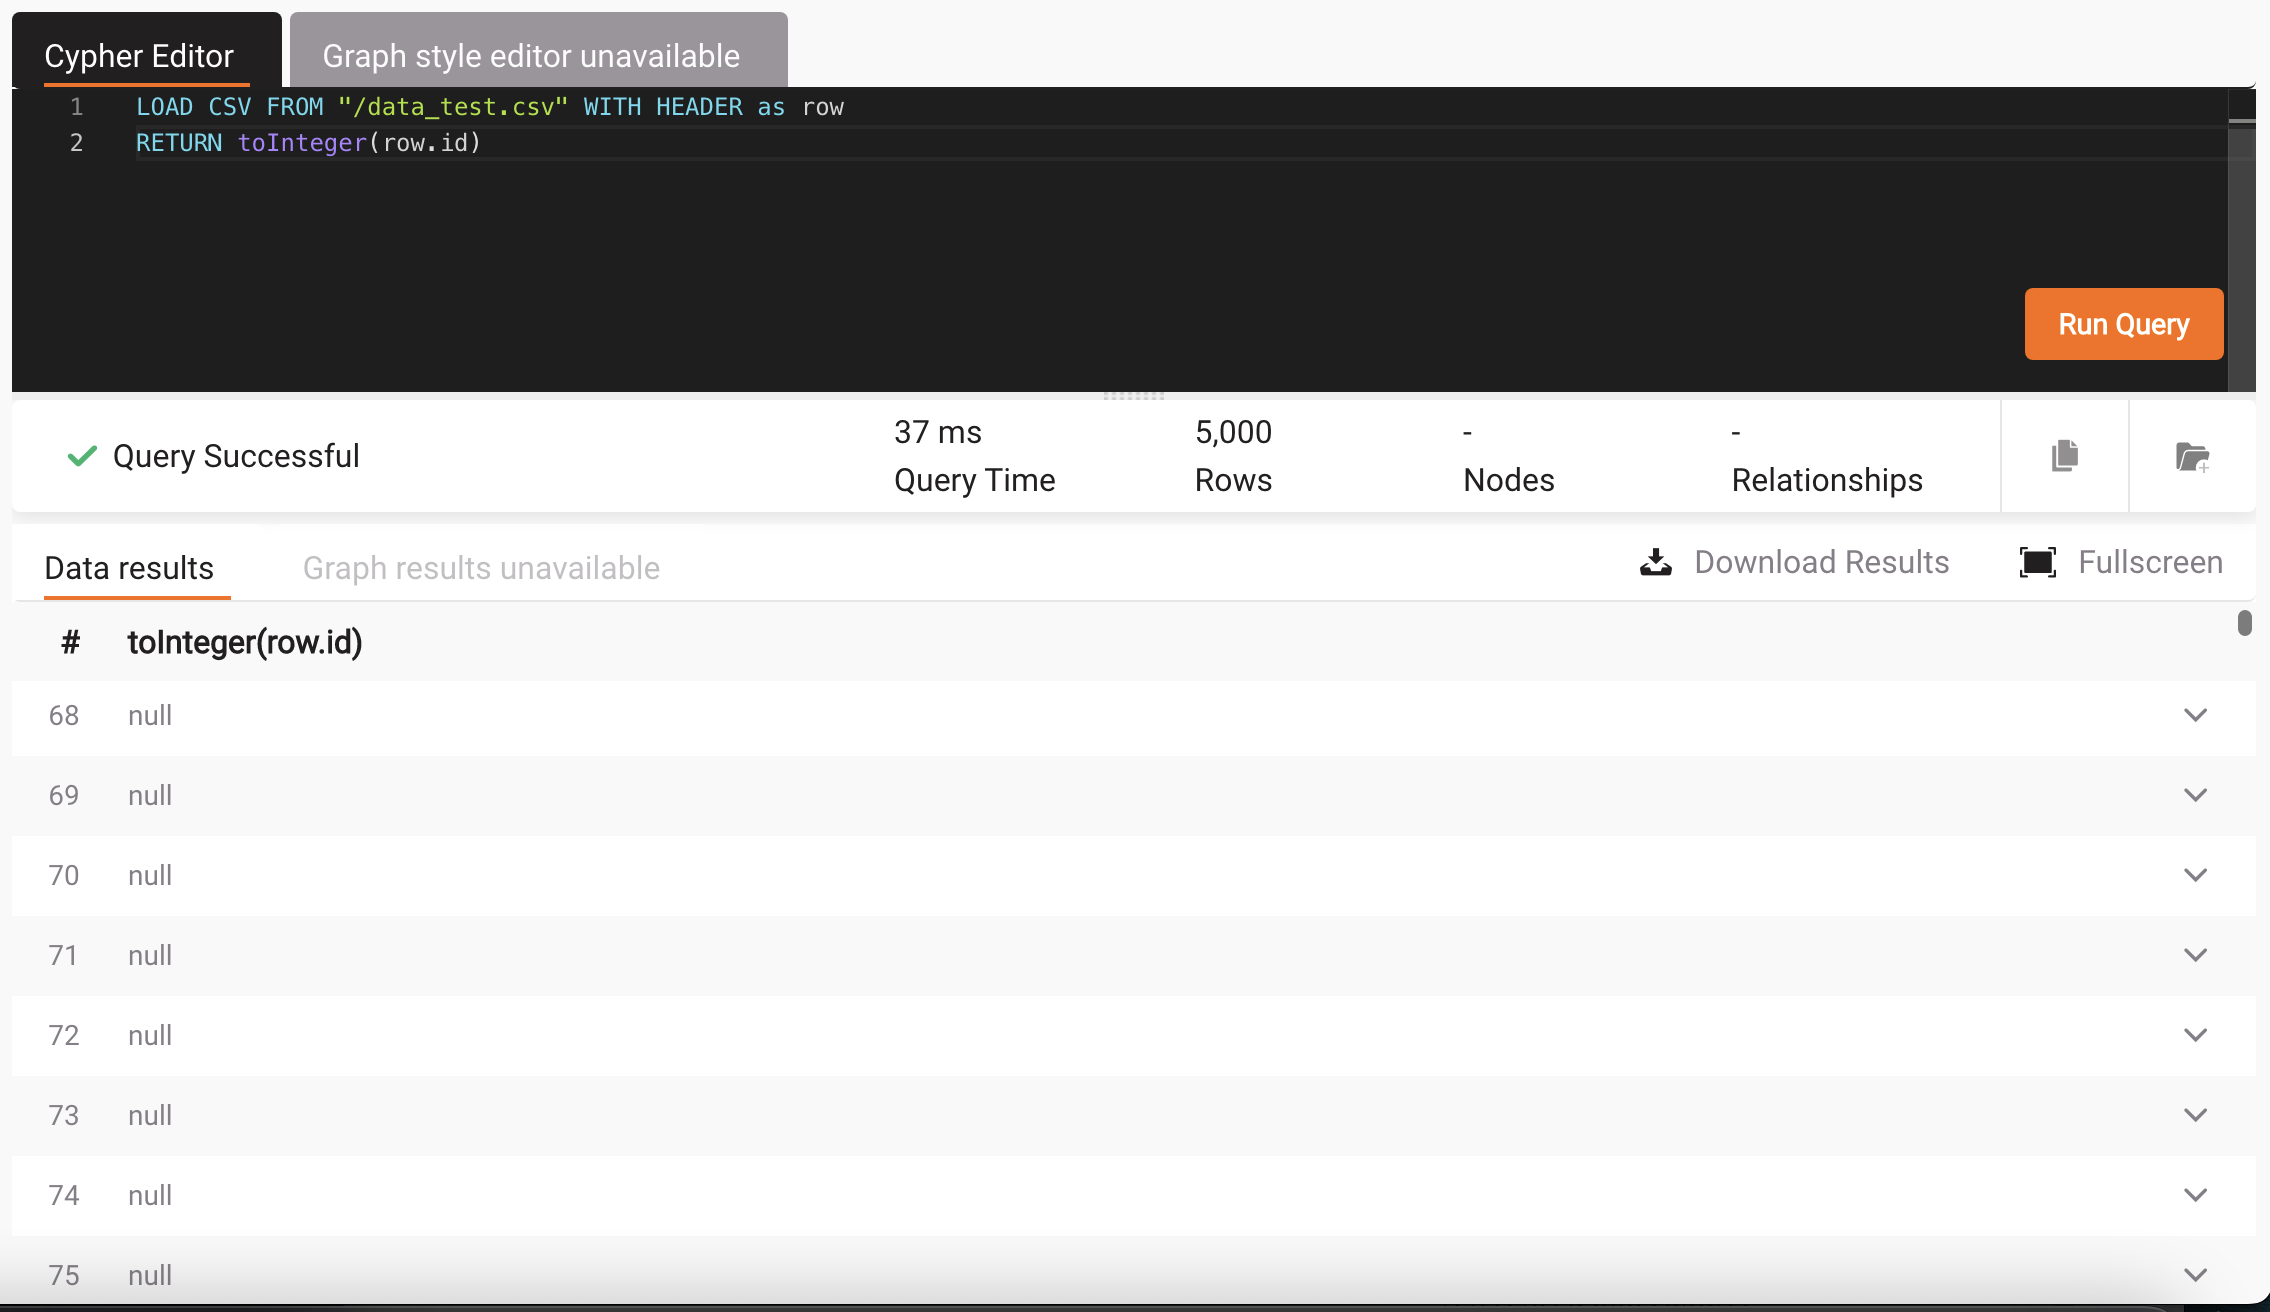 Cypher Editor
Graph style editor unavailable
1 LOAD CSV FROM "/data_test.csv" WITH HEADER as row
2 RETURN toInteger(row.id)
Run Query
Query Successful
37 ms
Query Time
5,000
Rows
-
Nodes
-
Relationships
Data results
Graph results unavailable
Download Results
Fullscreen
# toInteger(row.id)
68 null
69 null
70 null
71 null
72 null
73 null
74 null
75 null